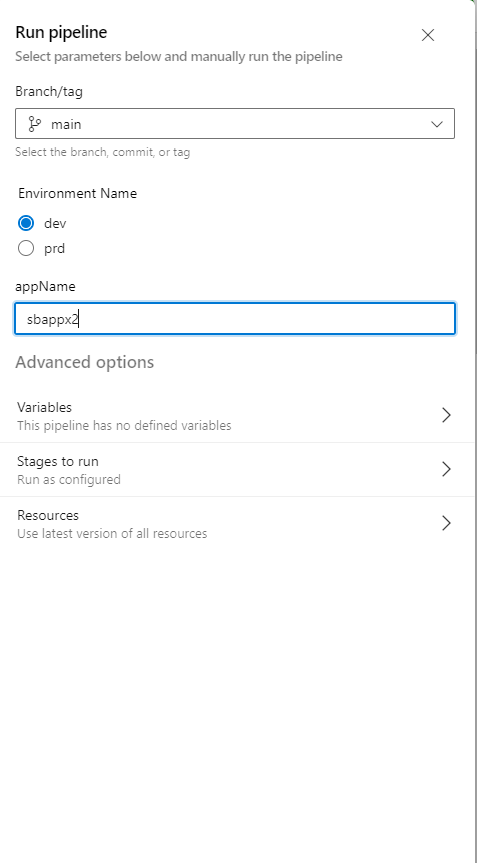 Run pipeline
Select parameters below and manually run the pipeline
Branch/tag
main
Select the branch, commit, or tag
Environment Name
dev
prd
appName
sbappx2
Advanced options
Variables
This pipeline has no defined variables
Stages to run
Run as configured
Resources
Use latest version of all resources